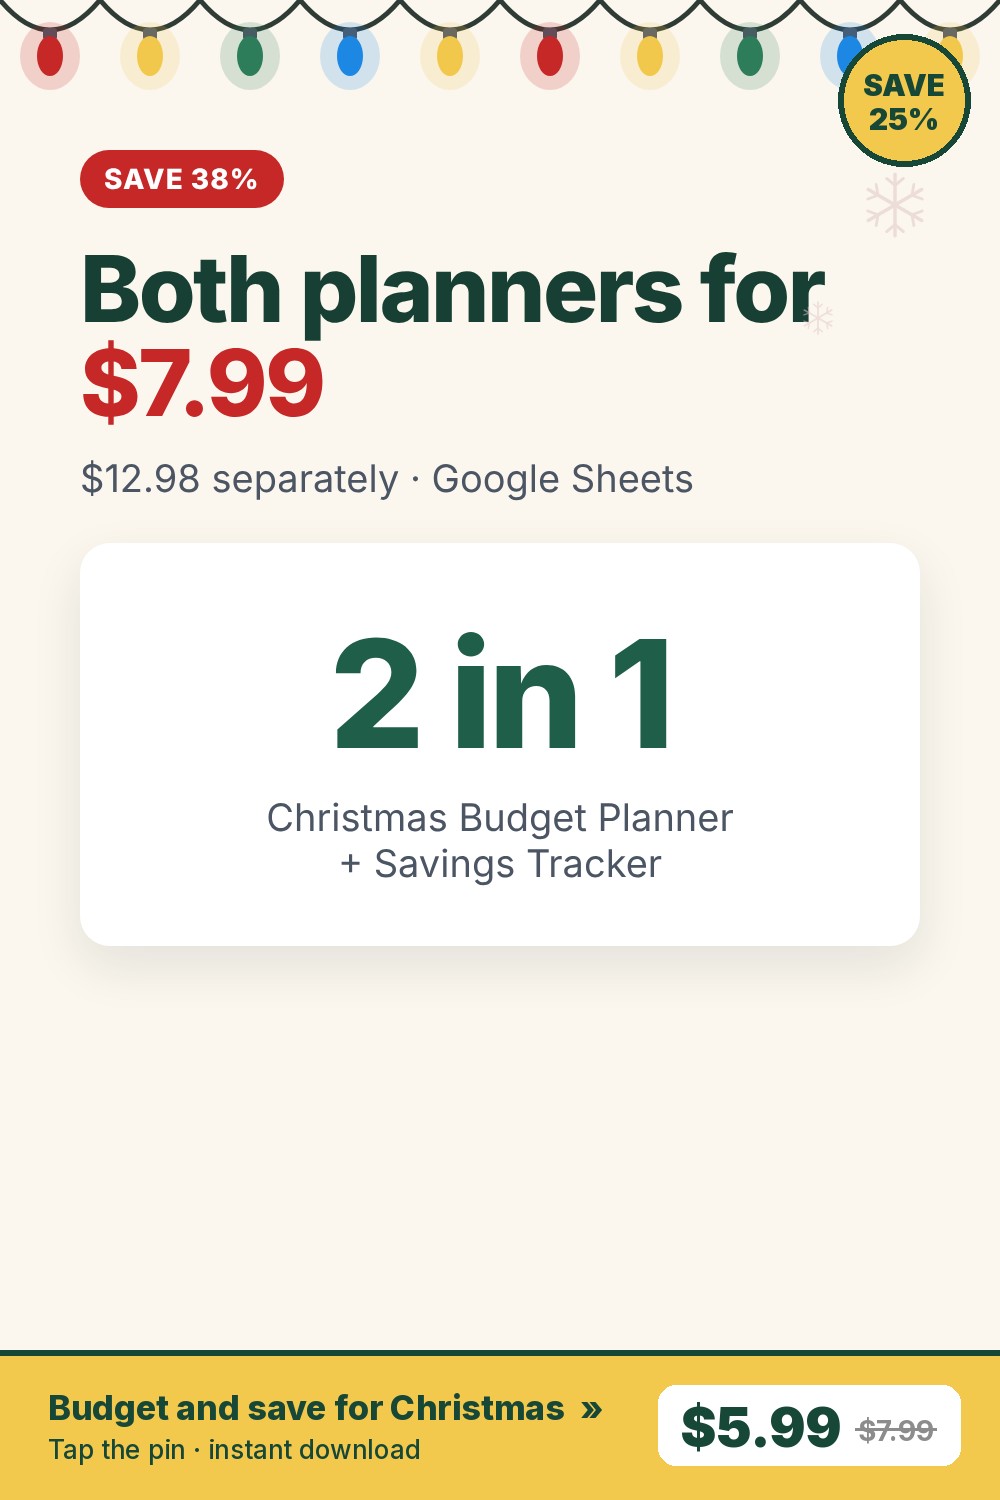 SAVE
25%
SAVE 38%
Both planners for
$7.99
$12.98 separately · Google Sheets
2 in 1
Christmas Budget Planner
+ Savings Tracker
Budget and save for Christmas »
Tap the pin · instant download
$5.99 $7.99